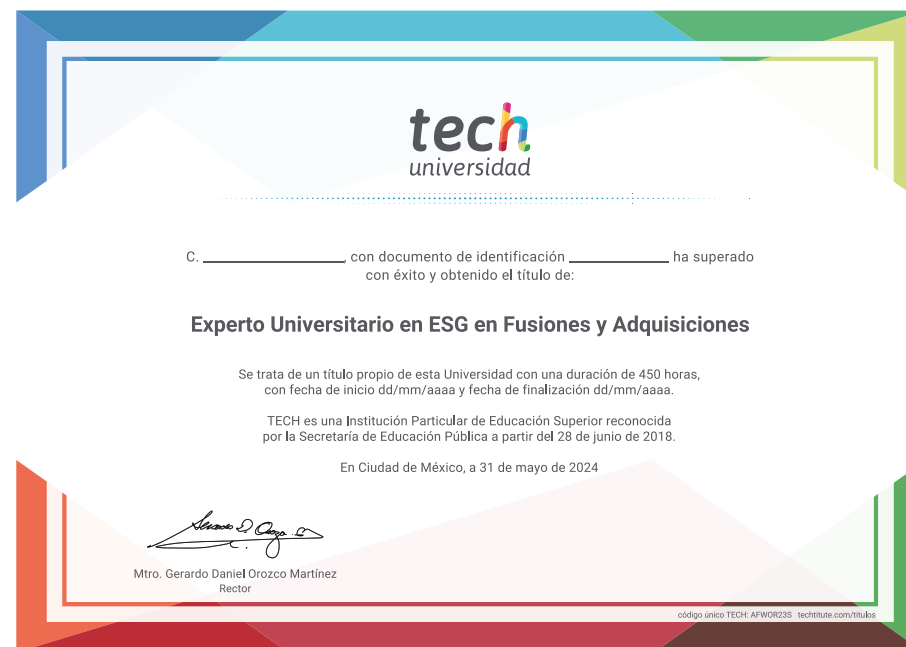 tech
universidad
C. ____________, con documento de identificación ____________ ha superado
con éxito y obtenido el título de:
Experto Universitario en ESG en Fusiones y Adquisiciones
Se trata de un título propio de esta Universidad con una duración de 450 horas,
con fecha de inicio dd/mm/aaaa y fecha de finalización dd/mm/aaaa.
TECH es una Institución Particular de Educación Superior reconocida
por la Secretaría de Educación Pública a partir del 28 de junio de 2018.
En Ciudad de México, a 31 de mayo de 2024
Mtro. Gerardo Daniel Orozco Martínez
Rector
código único TECH: AFWOR23S techtitute.com/titulos